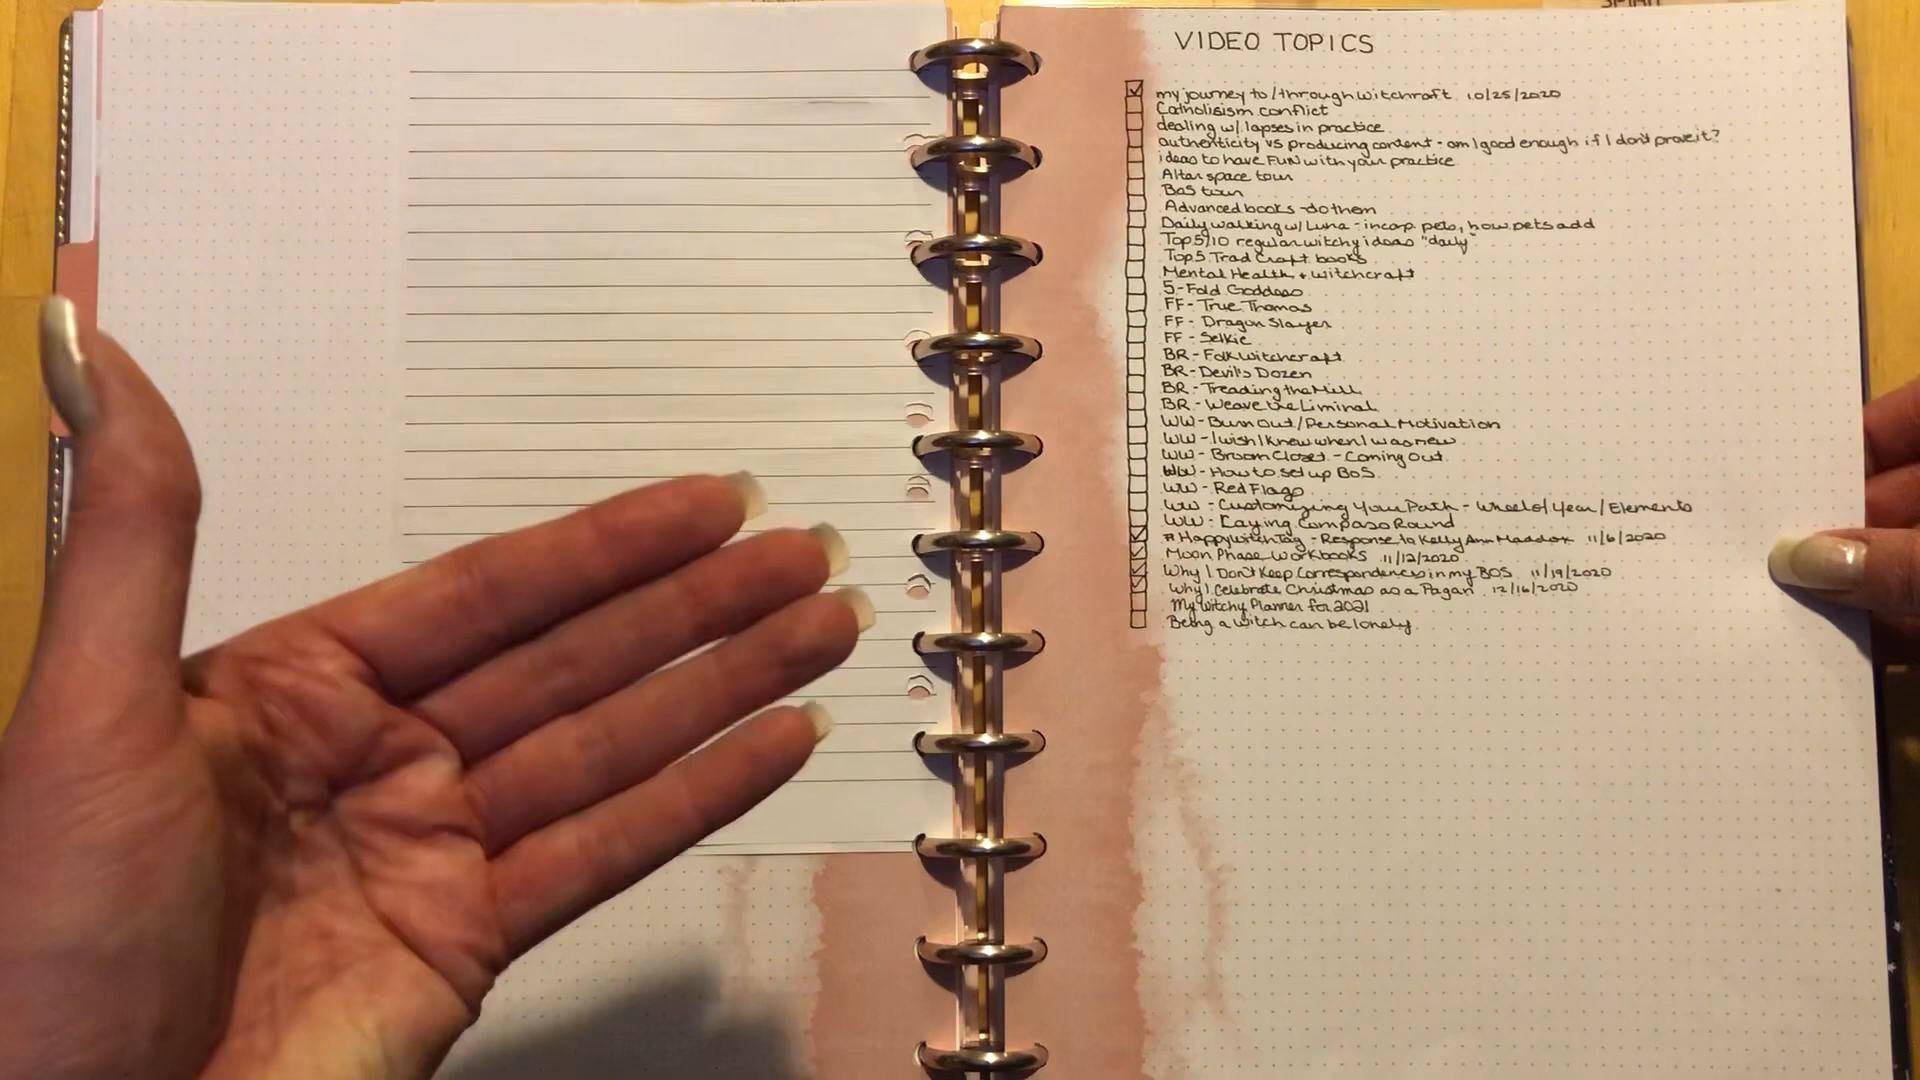 VIDEO TOPICS
my journey to/through witchcraft 10/25/2020
Catholisism conflict
dealing w/ lapses in practice
authenticity vs producing content - am I good enough if I don't prove it?
ideas to have FUN with your practice
Altar space tour
BoS tour
Advanced books - do them
Daily walking w/ Luna - incorp. pets, how pets add
Top 5/10 regular witchy ideas "daily"
Top 5 Trad Craft books
Mental Health + witchcraft
5-Fold Goddess
FF - True Thomas
FF - Dragon Slayer
FF - Selkie
BR - Folk Witchcraft
BR - Devil's Dozen
BR - Treading the Mill
BR - Weave the Liminal
WW - Burn Out/Personal Motivation
WW - I wish I knew when I was new
WW - Broom Closet - Coming Out
WW - How to set up BoS
WW - Red Flags
WW - Customizing Your Path - Wheel of Year/Elements
WW - Laying Compass Round
#HappyWitchTag - Response to Kelly Ann Maddox 11/6/2020
Moon Phase Workbooks 11/12/2020
Why I Don't Keep Correspondences in my BOS 11/19/2020
Why I Celebrate Christmas as a Pagan 12/16/2020
My Witchy Planner for 2021
Being a witch can be lonely